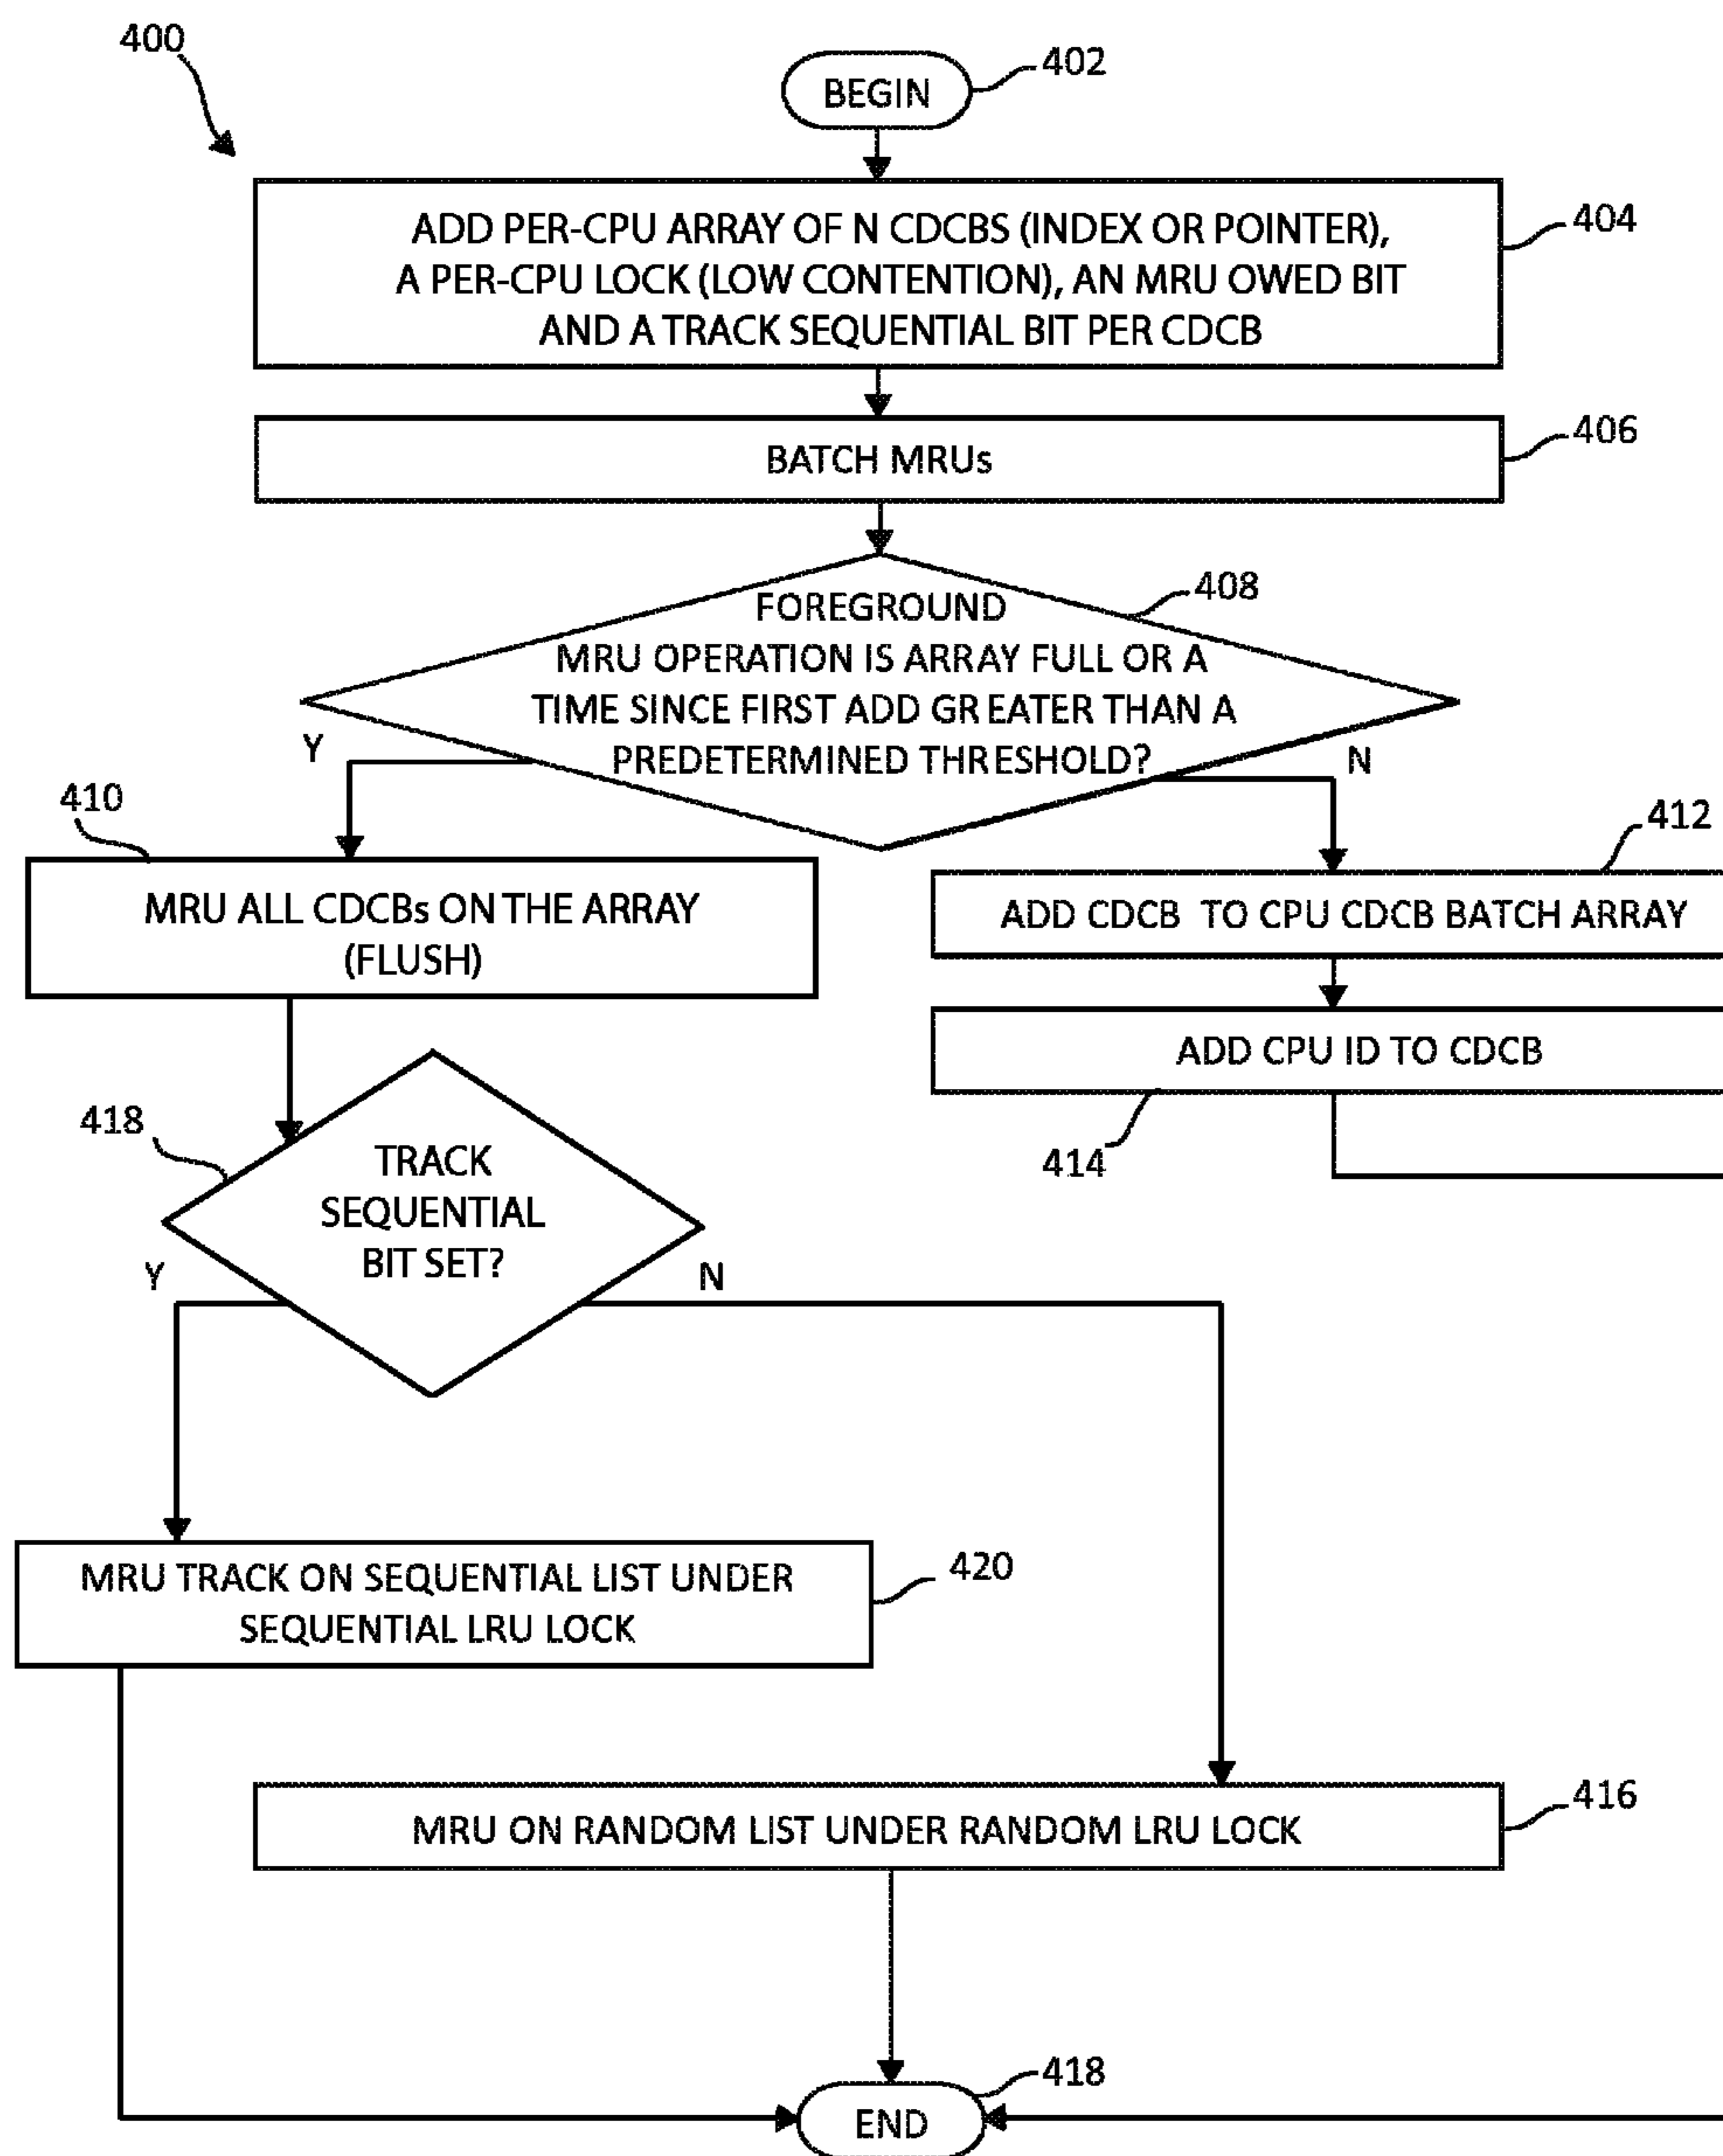 400
BEGIN
402
ADD PER-CPU ARRAY OF N CDCBS (INDEX OR POINTER),
A PER-CPU LOCK (LOW CONTENTION), AN MRU OWED BIT
AND A TRACK SEQUENTIAL BIT PER CDCB
404
BATCH MRUs
406
FOREGROUND
MRU OPERATION IS ARRAY FULL OR A
TIME SINCE FIRST ADD GREATER THAN A
PREDETERMINED THRESHOLD?
408
Y
N
410
MRU ALL CDCBs ON THE ARRAY
(FLUSH)
412
ADD CDCB TO CPU CDCB BATCH ARRAY
ADD CPU ID TO CDCB
414
418
TRACK
SEQUENTIAL
BIT SET?
Y
N
MRU TRACK ON SEQUENTIAL LIST UNDER
SEQUENTIAL LRU LOCK
420
MRU ON RANDOM LIST UNDER RANDOM LRU LOCK
416
418
END